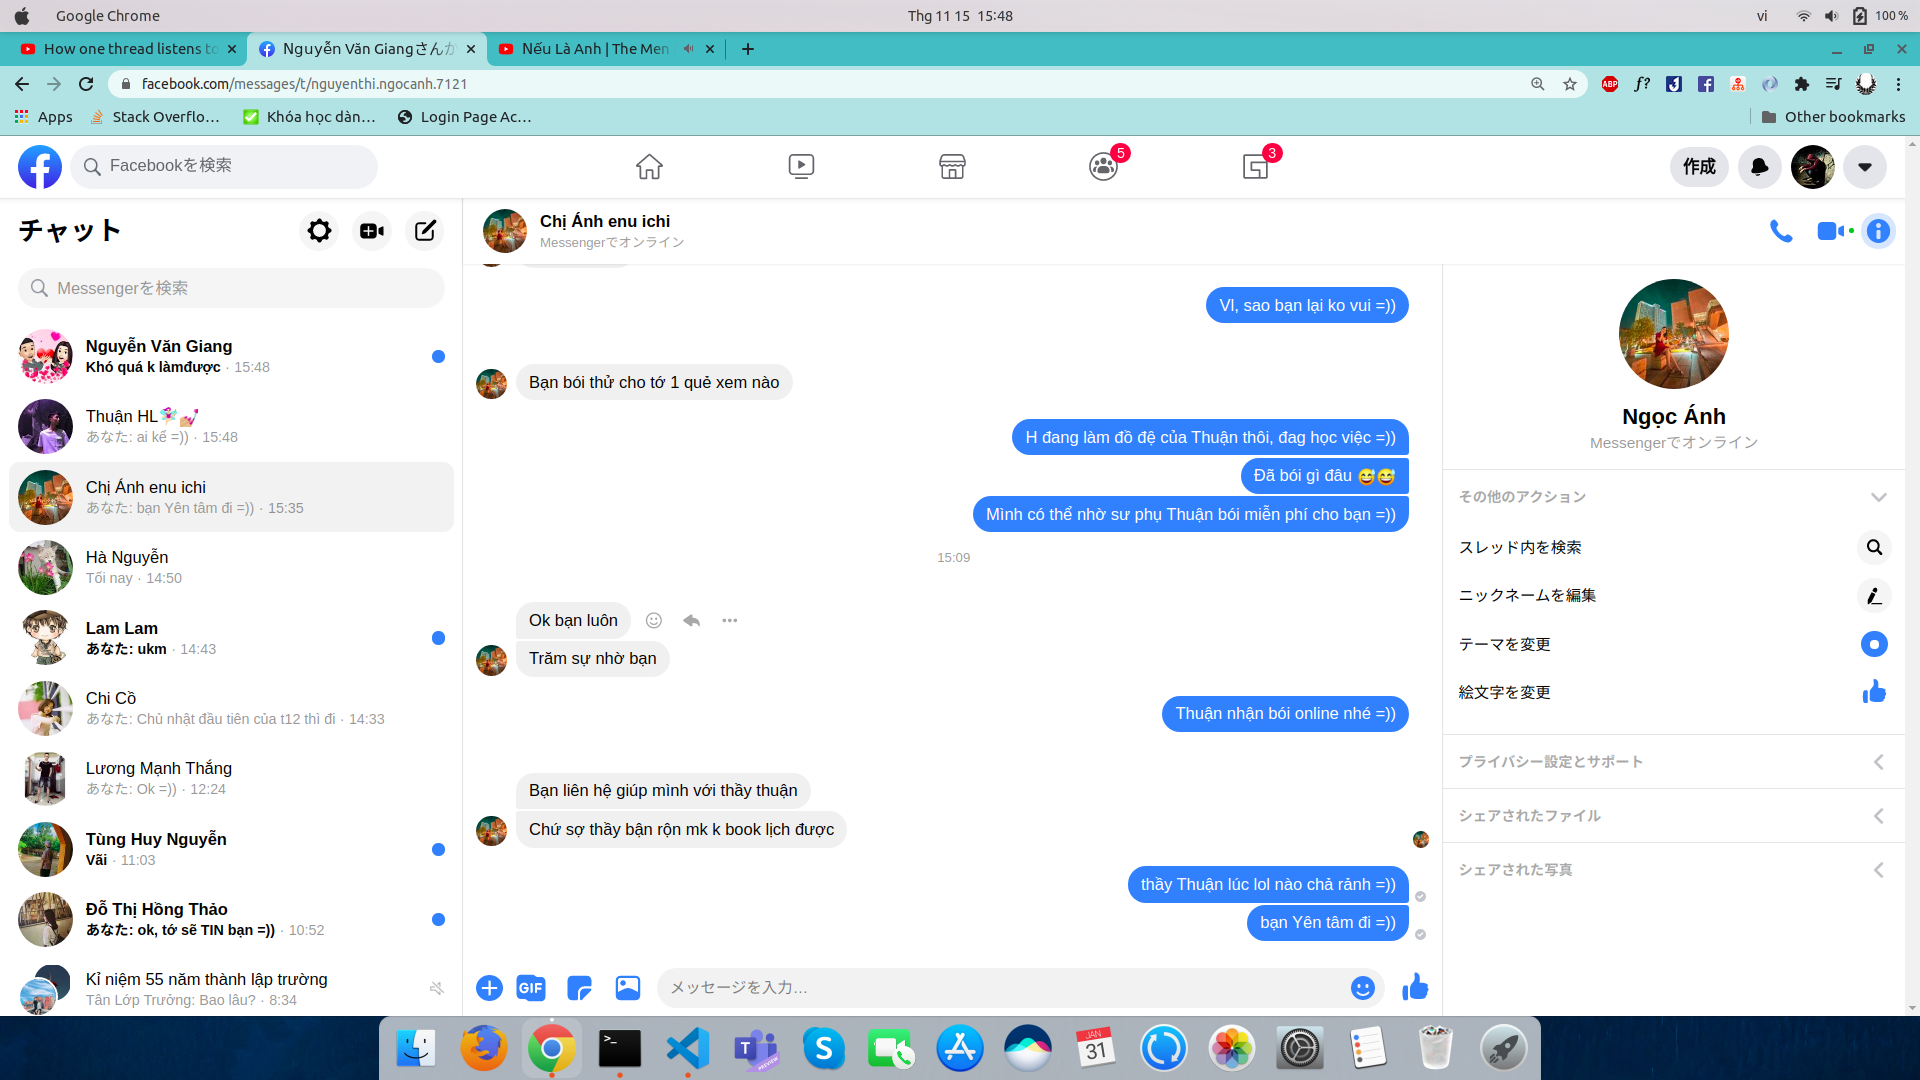 Google Chrome
Thg 11 15 15:48
vi
100 %
How one thread listens to
Nguyễn Văn Giangさんか
Nếu Là Anh | The Men
facebook.com/messages/t/nguyenthi.ngocanh.7121
ABP
f?
Apps
Stack Overflo…
Khóa học dàn…
Login Page Ac…
Other bookmarks
Facebookを検索
5
3
作成
チャット
Messengerを検索
Nguyễn Văn Giang
Khó quá k làmđược · 15:48
Thuận HL
あなた: ai kể =)) · 15:48
Chị Ánh enu ichi
あなた: bạn Yên tâm đi =)) · 15:35
Hà Nguyễn
Tối nay · 14:50
Lam Lam
あなた: ukm · 14:43
Chi Cồ
あなた: Chủ nhật đầu tiên của t12 thì đi · 14:33
Lương Mạnh Thắng
あなた: Ok =)) · 12:24
Tùng Huy Nguyễn
Vãi · 11:03
Đỗ Thị Hồng Thảo
あなた: ok, tớ sẽ TIN bạn =)) · 10:52
Kỉ niệm 55 năm thành lập trường
Tân Lớp Trưởng: Bao lâu? · 8:34
Chị Ánh enu ichi
Messengerでオンライン
Vl, sao bạn lại ko vui =))
Bạn bói thử cho tớ 1 quẻ xem nào
H đang làm đồ đệ của Thuận thôi, đag học việc =))
Đã bói gì đâu 😅😅
Mình có thể nhờ sư phụ Thuận bói miễn phí cho bạn =))
15:09
Ok bạn luôn
Trăm sự nhờ bạn
Thuận nhận bói online nhé =))
Bạn liên hệ giúp mình với thầy thuận
Chứ sợ thầy bận rộn mk k book lịch được
thầy Thuận lúc lol nào chả rảnh =))
bạn Yên tâm đi =))
GIF
メッセージを入力…
Ngọc Ánh
Messengerでオンライン
その他のアクション
スレッド内を検索
ニックネームを編集
テーマを変更
絵文字を変更
プライバシー設定とサポート
シェアされたファイル
シェアされた写真
>_
T
PREVIEW
S
JAN
31